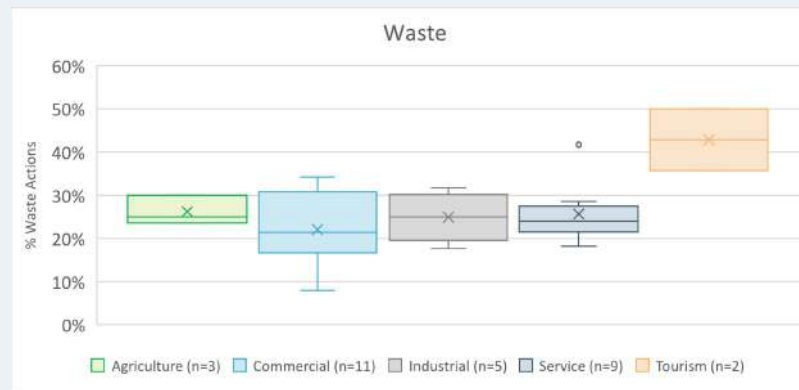 Waste
60%
50%
40%
30%
20%
10%
0%
% Waste Actions
Agriculture (n=3) Commercial (n=11) Industrial (n=5) Service (n=9) Tourism (n=2)